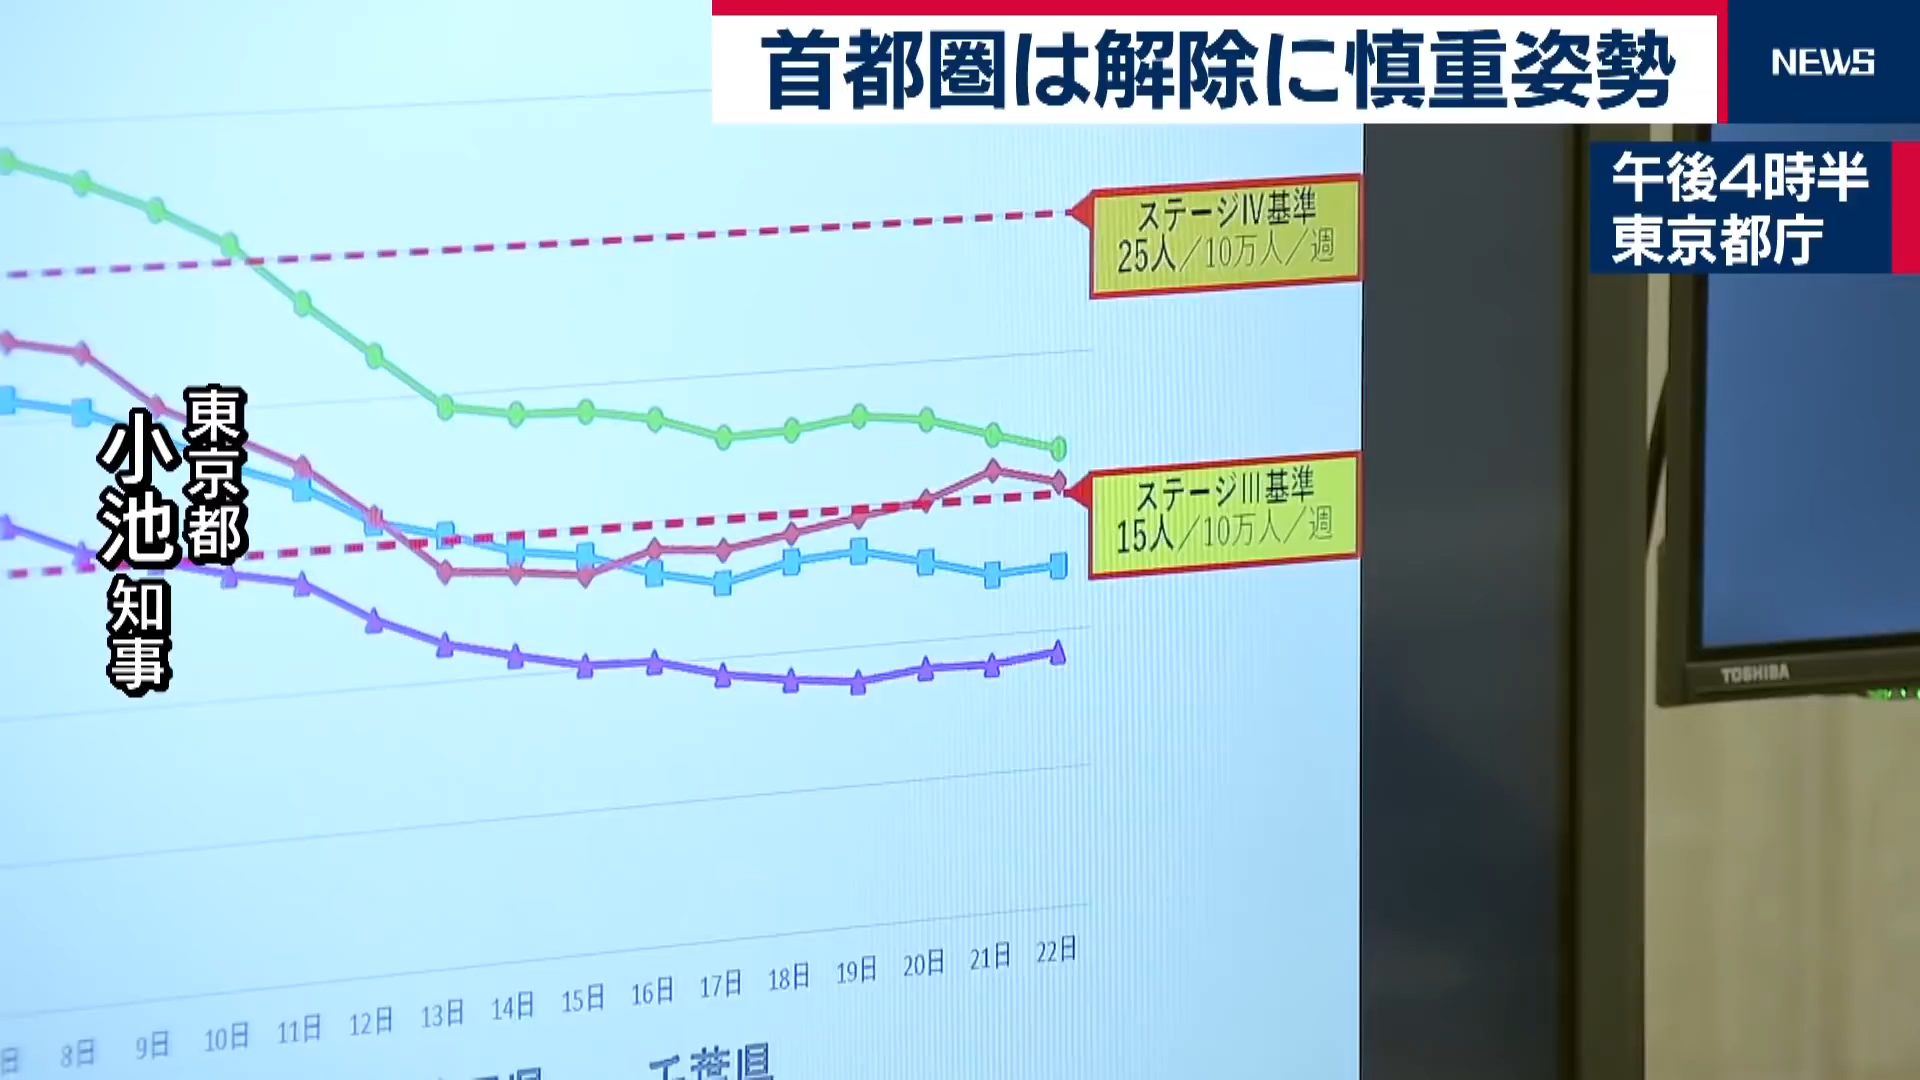 首都圏は解除に慎重姿勢
NEWS
午後4時半
東京都庁
ステージⅣ基準
25人/10万人/週
ステージⅢ基準
15人/10万人/週
東京都
小池知事
TOSHIBA
日 8日 9日 10日 11日 12日 13日 14日 15日 16日 17日 18日 19日 20日 21日 22日
千葉県